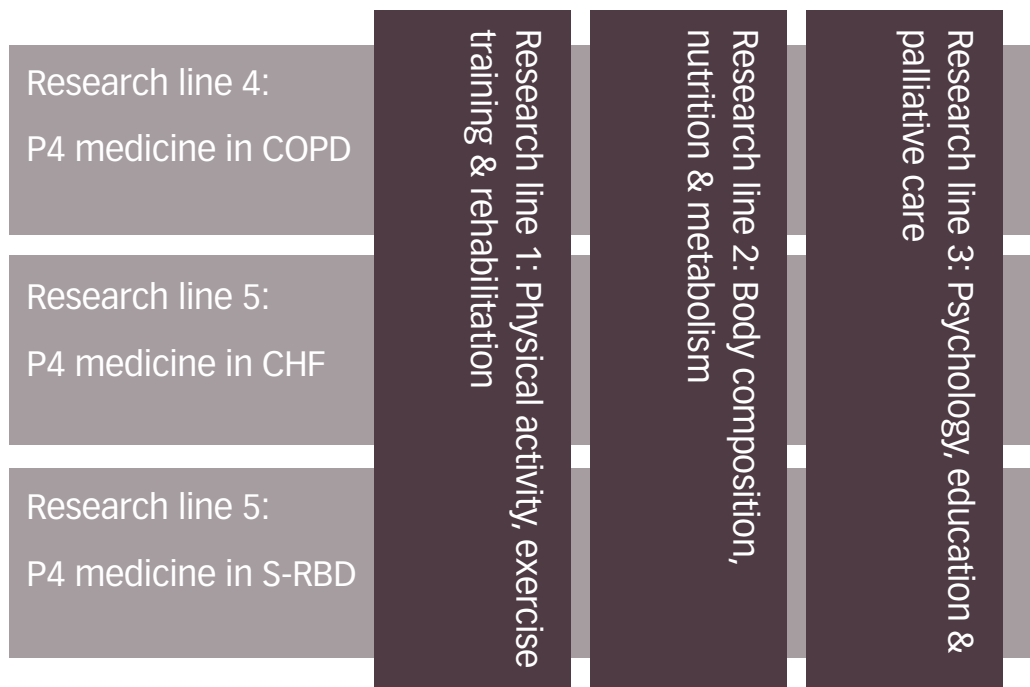 Research line 4:
P4 medicine in COPD
Research line 5:
P4 medicine in CHF
Research line 5:
P4 medicine in S-RBD
Research line 1: Physical activity, exercise
training & rehabilitation
Research line 2: Body composition,
nutrition & metabolism
Research line 3: Psychology, education &
palliative care